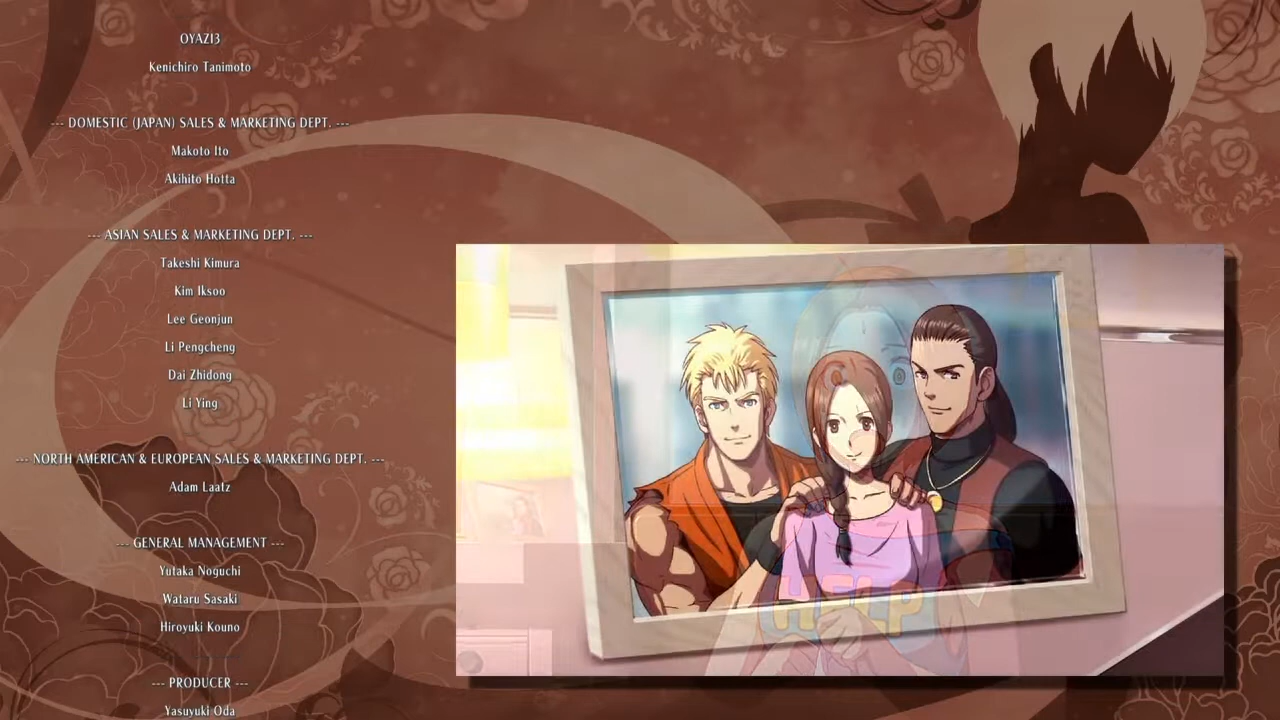 OYAZI3
Kenichiro Tanimoto
--- DOMESTIC (JAPAN) SALES & MARKETING DEPT. ---
Makoto Ito
Akihito Hotta
--- ASIAN SALES & MARKETING DEPT. ---
Takeshi Kimura
Kim Iksoo
Lee Geonjun
Li Pengcheng
Dai Zhidong
Li Ying
--- NORTH AMERICAN & EUROPEAN SALES & MARKETING DEPT. ---
Adam Laatz
--- GENERAL MANAGEMENT ---
Yutaka Noguchi
Wataru Sasaki
Hiroyuki Kouno
--- PRODUCER ---
Yasuyuki Oda
HELP